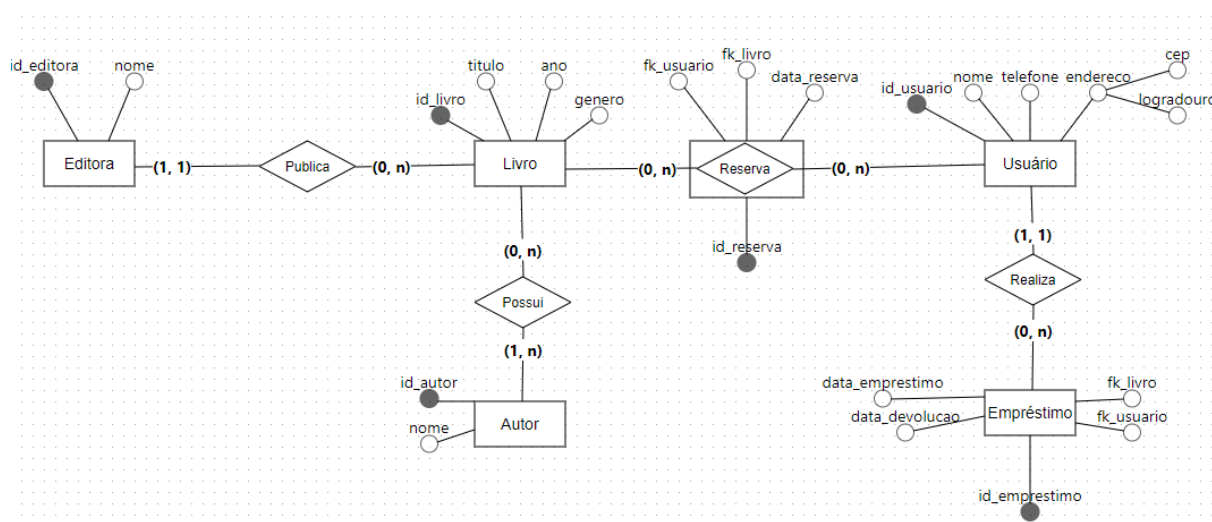 id_editora
nome
Editora
(1, 1)
Publica
(0, n)
titulo
ano
id_livro
genero
Livro
(0, n)
fk_usuario
fk_livro
data_reserva
Reserva
id_reserva
(0, n)
id_usuario
nome
telefone
endereco
cep
logradouro
Usuário
(0, n)
Possui
(1, n)
id_autor
nome
Autor
(1, 1)
Realiza
(0, n)
data_emprestimo
data_devolucao
Empréstimo
fk_livro
fk_usuario
id_emprestimo